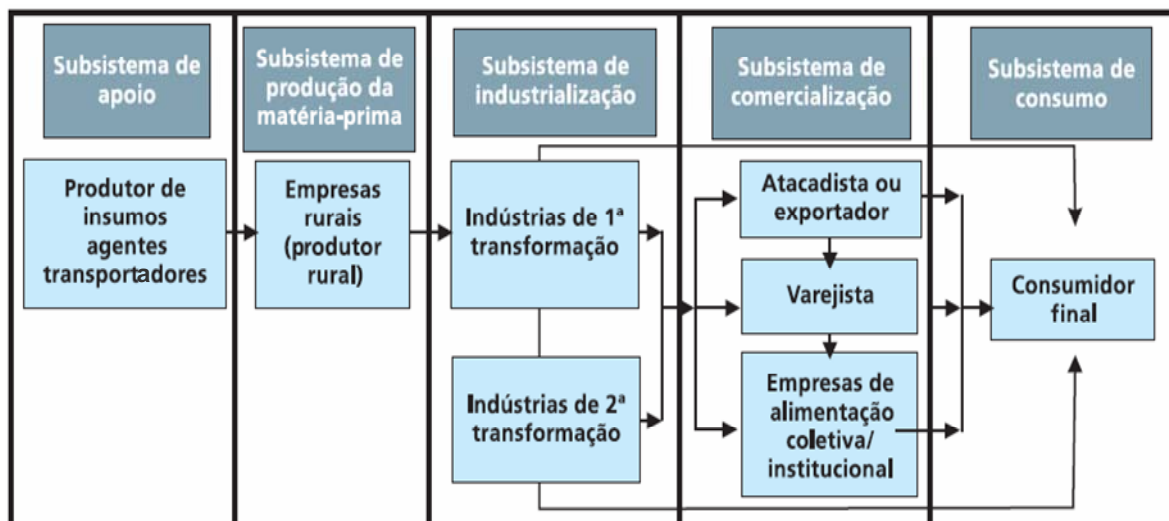 Subsistema de
apoio
Subsistema de
produção da
matéria-prima
Subsistema de
industrialização
Subsistema de
comercialização
Subsistema de
consumo
Produtor de
insumos
agentes
transportadores
Empresas
rurais
(produtor
rural)
Indústrias de 1ª
transformação
Indústrias de 2ª
transformação
Atacadista ou
exportador
Varejista
Empresas de
alimentação
coletiva/
institucional
Consumidor
final